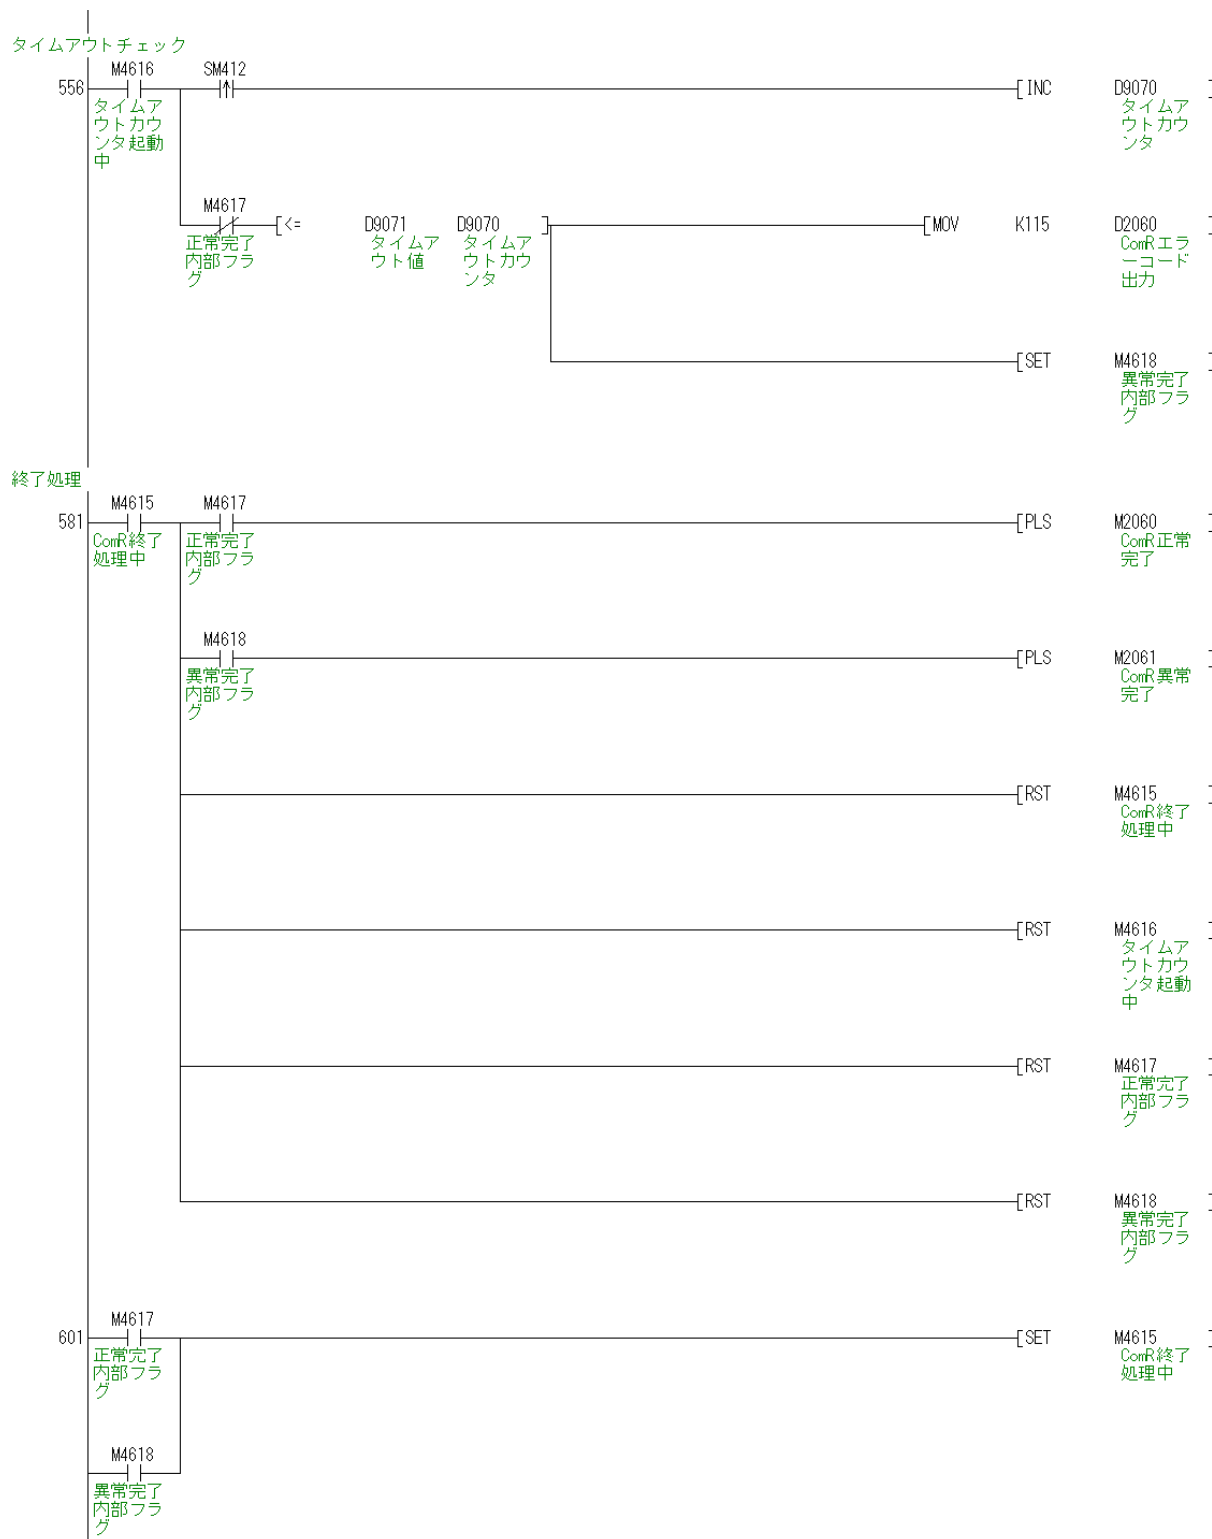 タイムアウトチェック
M4616 SM412
556 [INC D9070 ]
タイムア
ウトカウ
ンタ起動
中
タイムア
ウトカウ
ンタ
M4617
[<= D9071 D9070 ] [MOV K115 D2060 ]
正常完了
内部フラ
グ
タイムア
ウト値
タイムア
ウトカウ
ンタ
ComRエラ
ーコード
出力
[SET M4618 ]
異常完了
内部フラ
グ
終了処理
M4615 M4617
581 [PLS M2060 ]
ComR終了
処理中
正常完了
内部フラ
グ
ComR正常
完了
M4618
[PLS M2061 ]
異常完了
内部フラ
グ
ComR異常
完了
[RST M4615 ]
ComR終了
処理中
[RST M4616 ]
タイムア
ウトカウ
ンタ起動
中
[RST M4617 ]
正常完了
内部フラ
グ
[RST M4618 ]
異常完了
内部フラ
グ
M4617
601 [SET M4615 ]
正常完了
内部フラ
グ
ComR終了
処理中
M4618
異常完了
内部フラ
グ